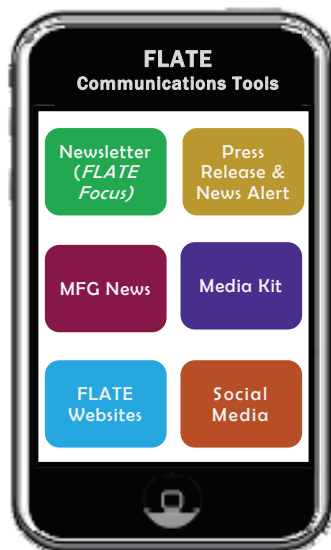 FLATE
Communications Tools
Newsletter
(FLATE
Focus)
Press
Release &
News Alert
MFG News
Media Kit
FLATE
Websites
Social
Media